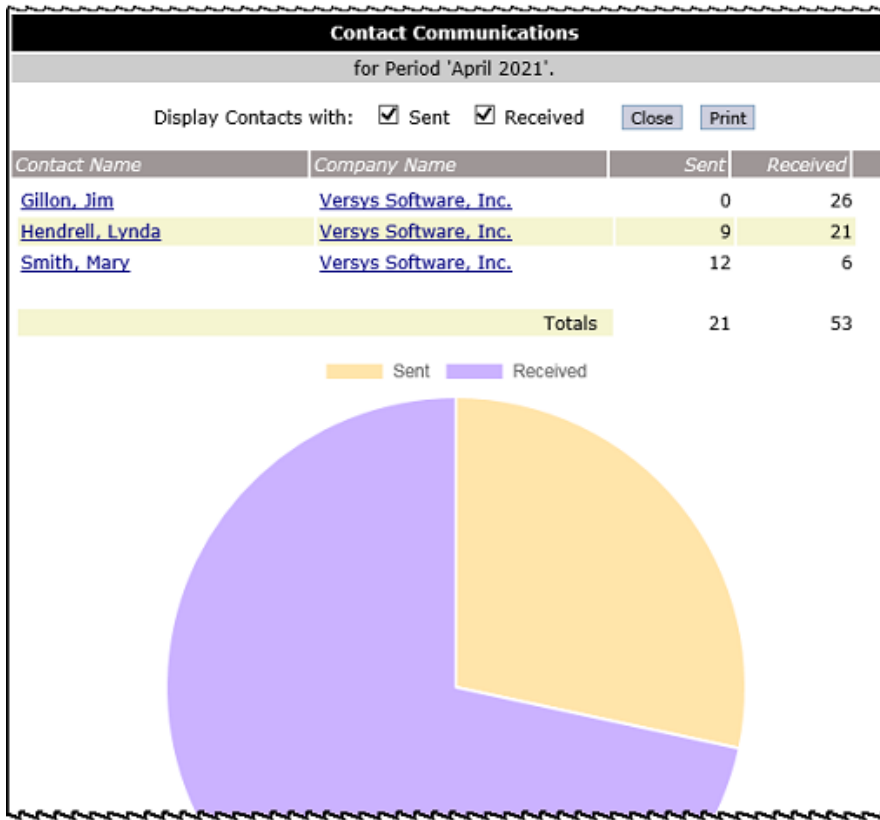 Contact Communications
for Period 'April 2021'.
Display Contacts with: Sent Received Close Print
Contact Name Company Name Sent Received
Gillon, Jim Versys Software, Inc. 0 26
Hendrell, Lynda Versys Software, Inc. 9 21
Smith, Mary Versys Software, Inc. 12 6
Totals 21 53
Sent Received